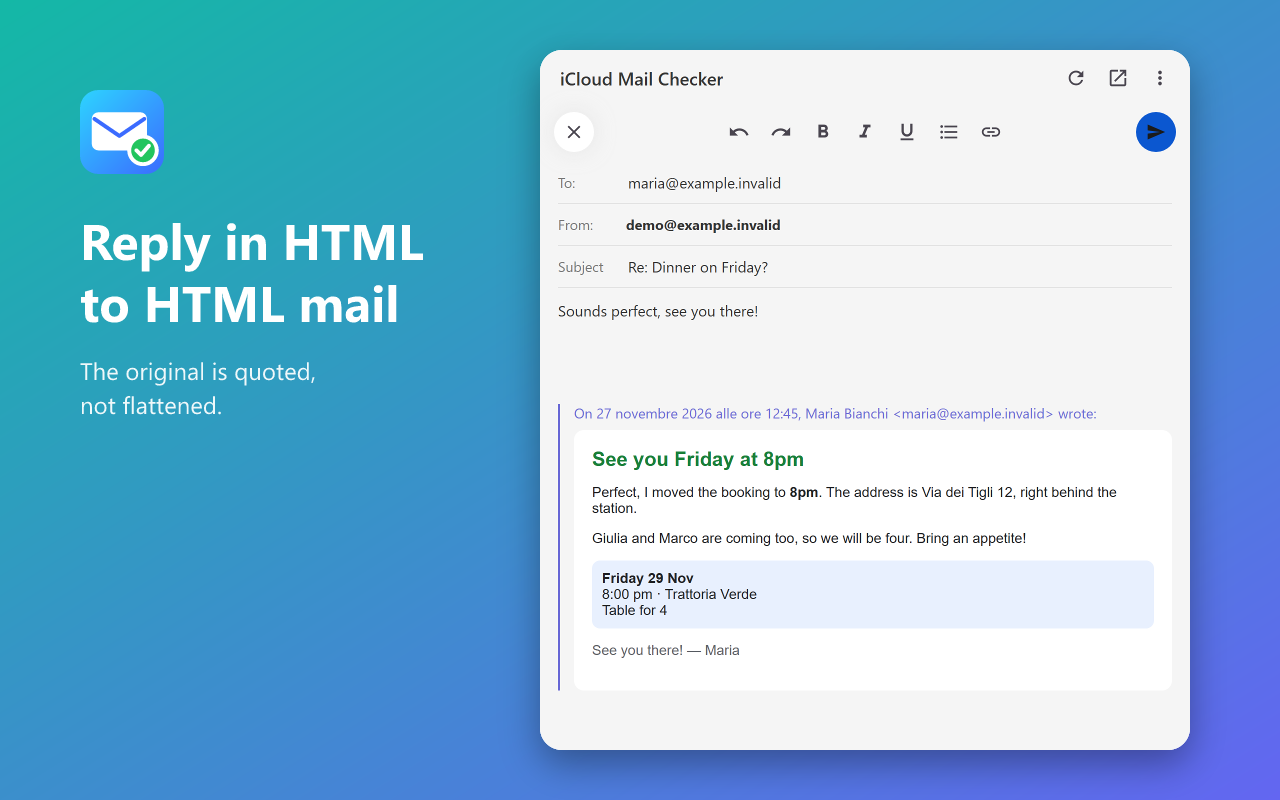 Reply in HTML
to HTML mail
The original is quoted,
not flattened.
iCloud Mail Checker
B I U
To: maria@example.invalid
From: demo@example.invalid
Subject Re: Dinner on Friday?
Sounds perfect, see you there!
On 27 novembre 2026 alle ore 12:45, Maria Bianchi <maria@example.invalid> wrote:
See you Friday at 8pm
Perfect, I moved the booking to 8pm. The address is Via dei Tigli 12, right behind the
station.
Giulia and Marco are coming too, so we will be four. Bring an appetite!
Friday 29 Nov
8:00 pm · Trattoria Verde
Table for 4
See you there! — Maria